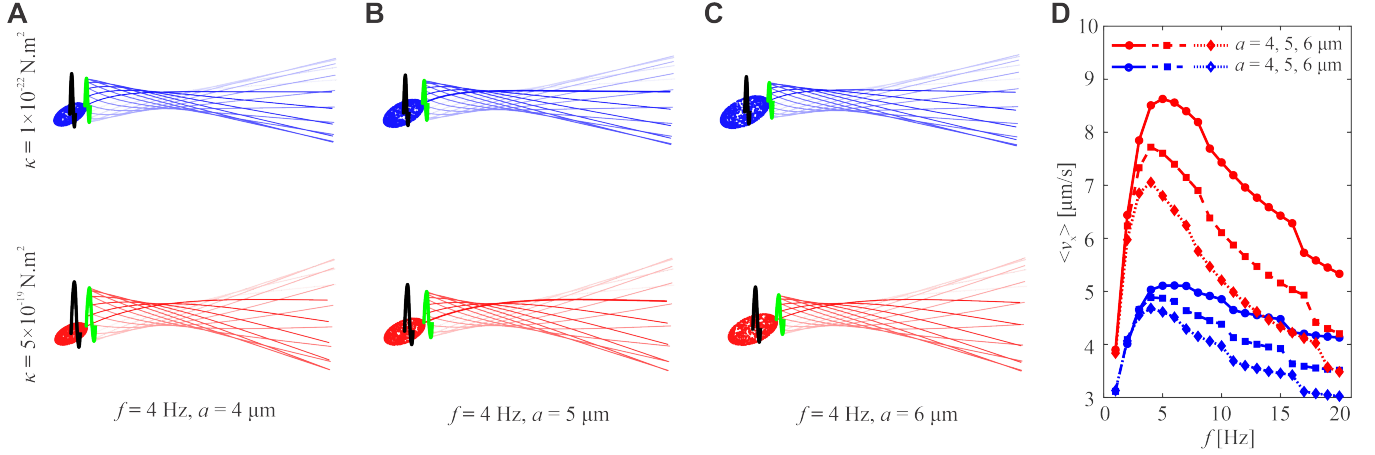 A
B
C
D
κ = 1×10⁻²² N.m²
κ = 5×10⁻¹⁹ N.m²
f = 4 Hz, a = 4 μm
f = 4 Hz, a = 5 μm
f = 4 Hz, a = 6 μm
a = 4, 5, 6 μm
a = 4, 5, 6 μm
<vₓ> [μm/s]
10
9
8
7
6
5
4
3
0 5 10 15 20
f [Hz]